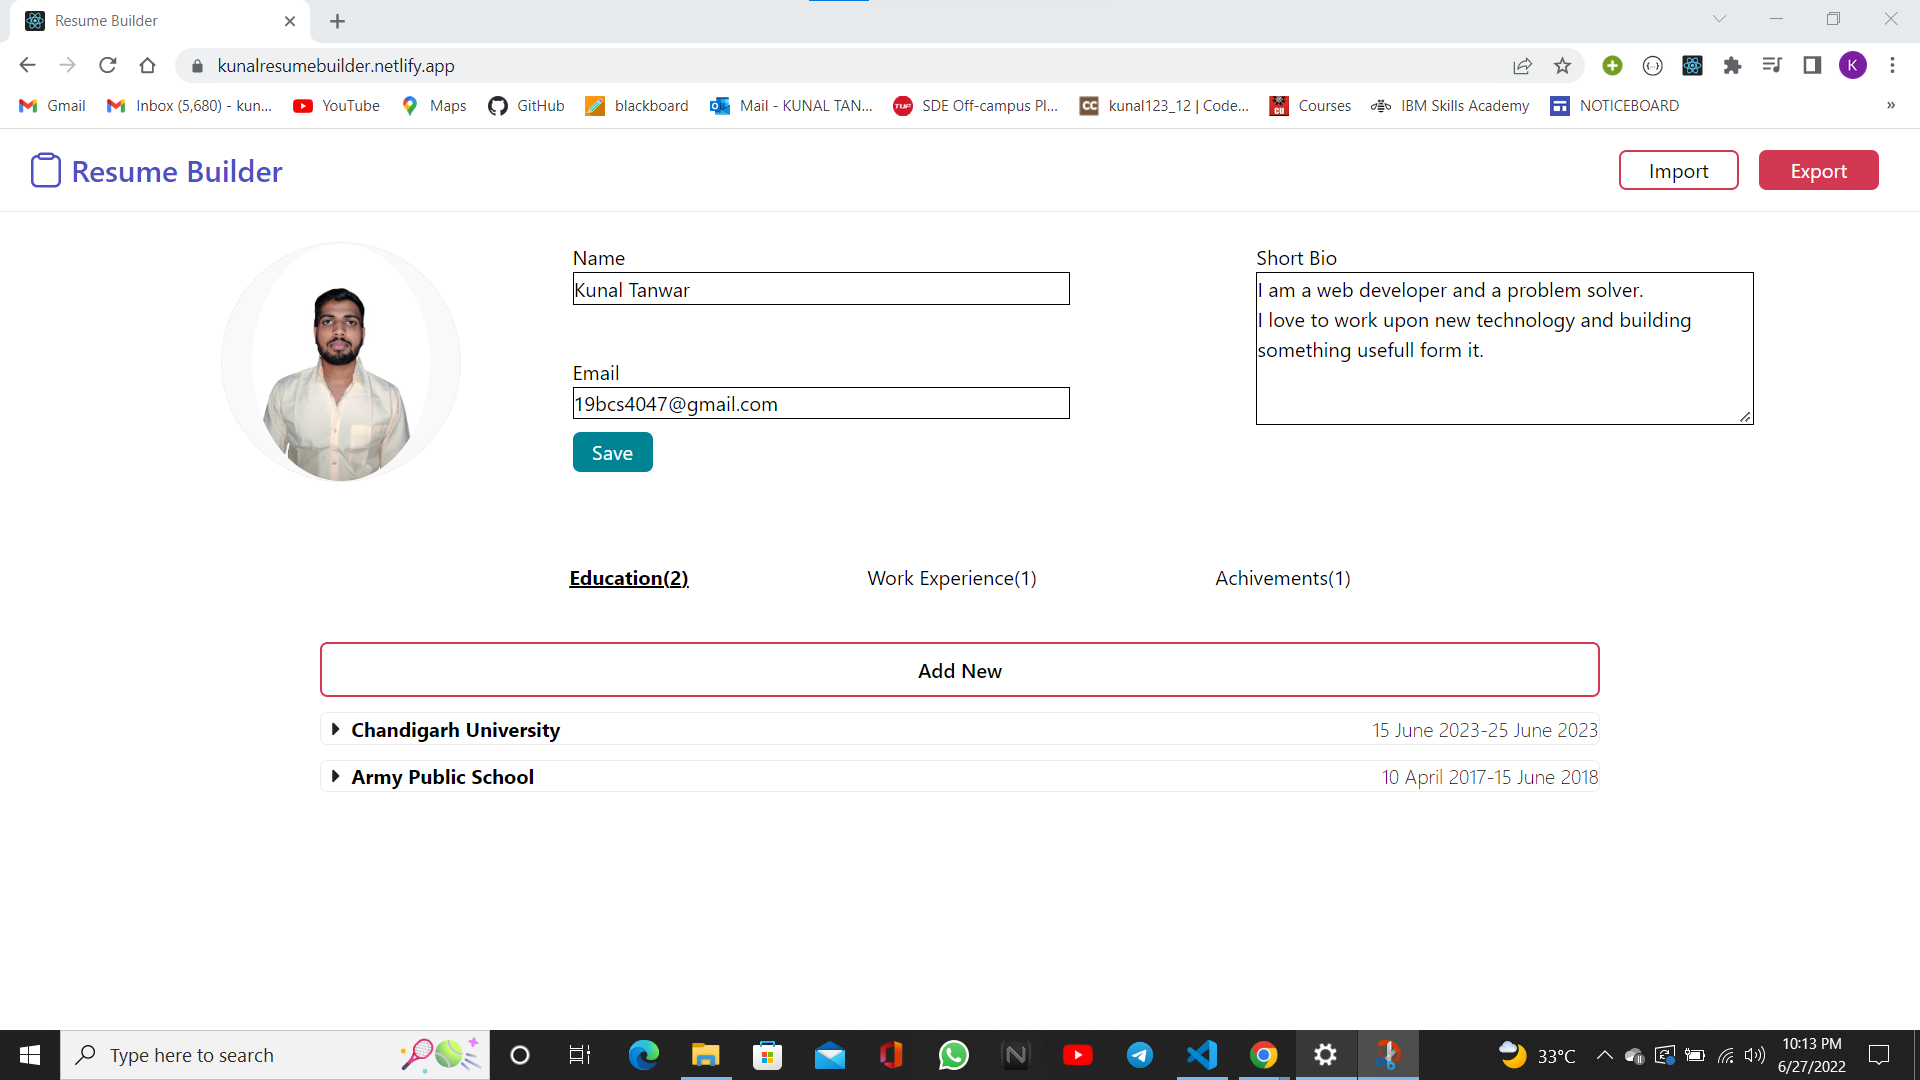 Resume Builder
kunalresumebuilder.netlify.app
K
Gmail
Inbox (5,680) - kun...
YouTube
Maps
GitHub
blackboard
Mail - KUNAL TAN...
TUF
SDE Off-campus Pl...
CC
kunal123_12 | Code...
CU
Courses
IBM Skills Academy
NOTICEBOARD
»
Resume Builder
Import
Export
Name
Kunal Tanwar
Short Bio
I am a web developer and a problem solver.
I love to work upon new technology and building
something usefull form it.
Email
19bcs4047@gmail.com
Save
Education(2)
Work Experience(1)
Achivements(1)
Add New
Chandigarh University
15 June 2023-25 June 2023
Army Public School
10 April 2017-15 June 2018
Type here to search
N
33°C
10:13 PM
6/27/2022